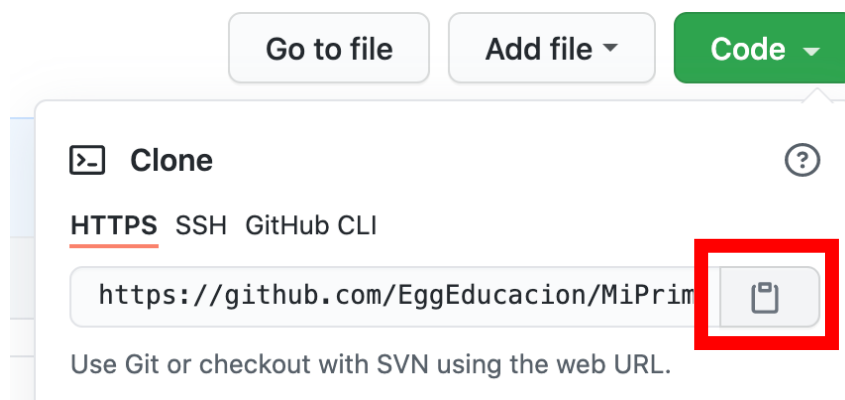 Go to file Add file Code
Clone
HTTPS SSH GitHub CLI
https://github.com/EggEducacion/MiPrim
Use Git or checkout with SVN using the web URL.